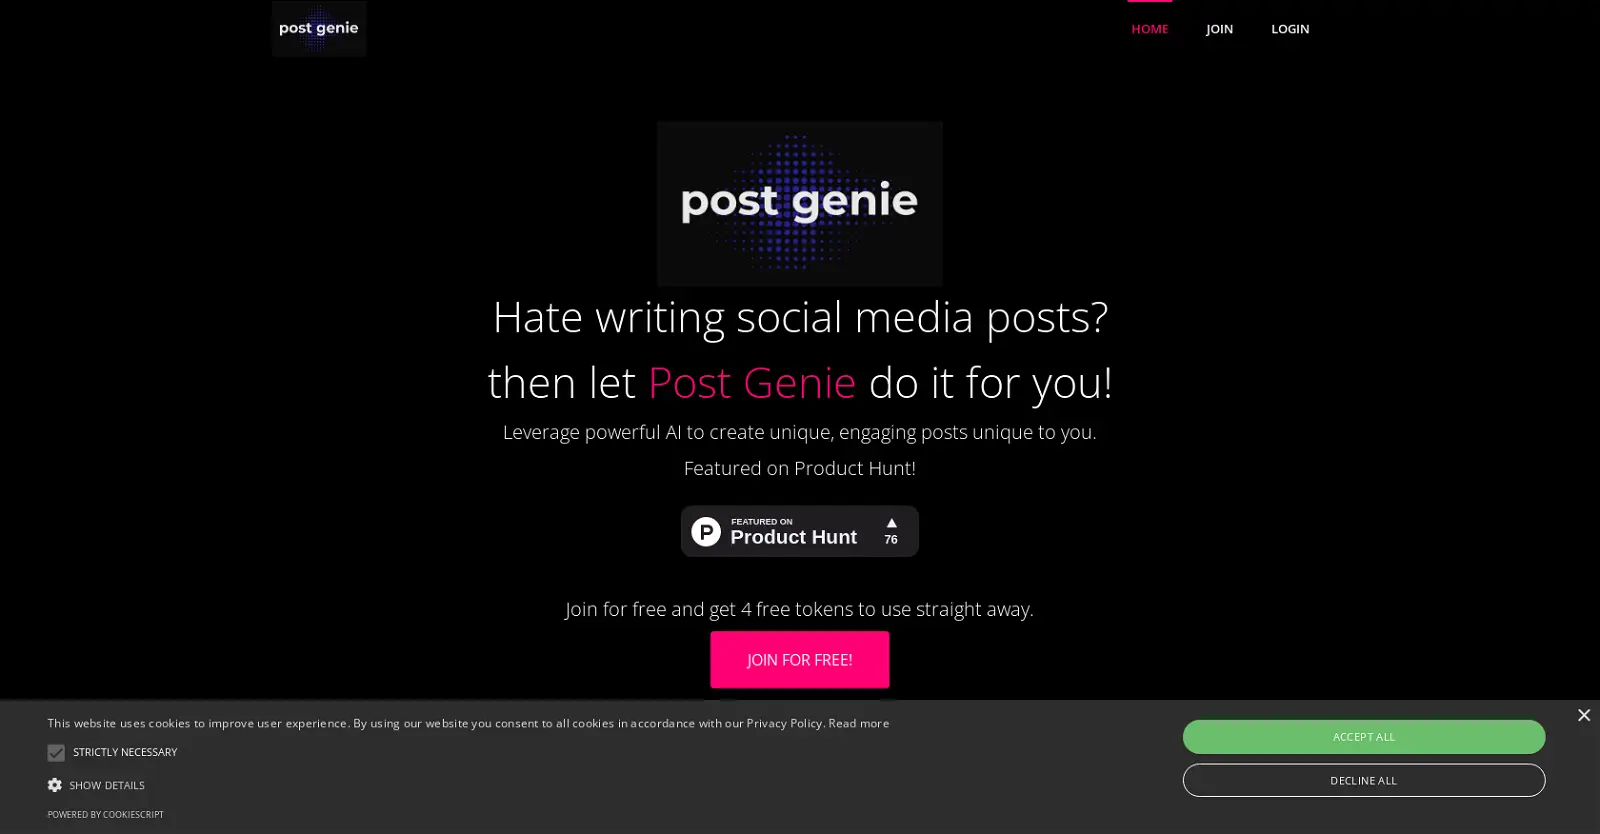 post genie
HOME
JOIN
LOGIN
post genie
Hate writing social media posts?
then let Post Genie do it for you!
Leverage powerful AI to create unique, engaging posts unique to you.
Featured on Product Hunt!
P
FEATURED ON
Product Hunt
▲
76
Join for free and get 4 free tokens to use straight away.
JOIN FOR FREE!
This website uses cookies to improve user experience. By using our website you consent to all cookies in accordance with our Privacy Policy. Read more
STRICTLY NECESSARY
SHOW DETAILS
POWERED BY COOKIESCRIPT
ACCEPT ALL
DECLINE ALL
×